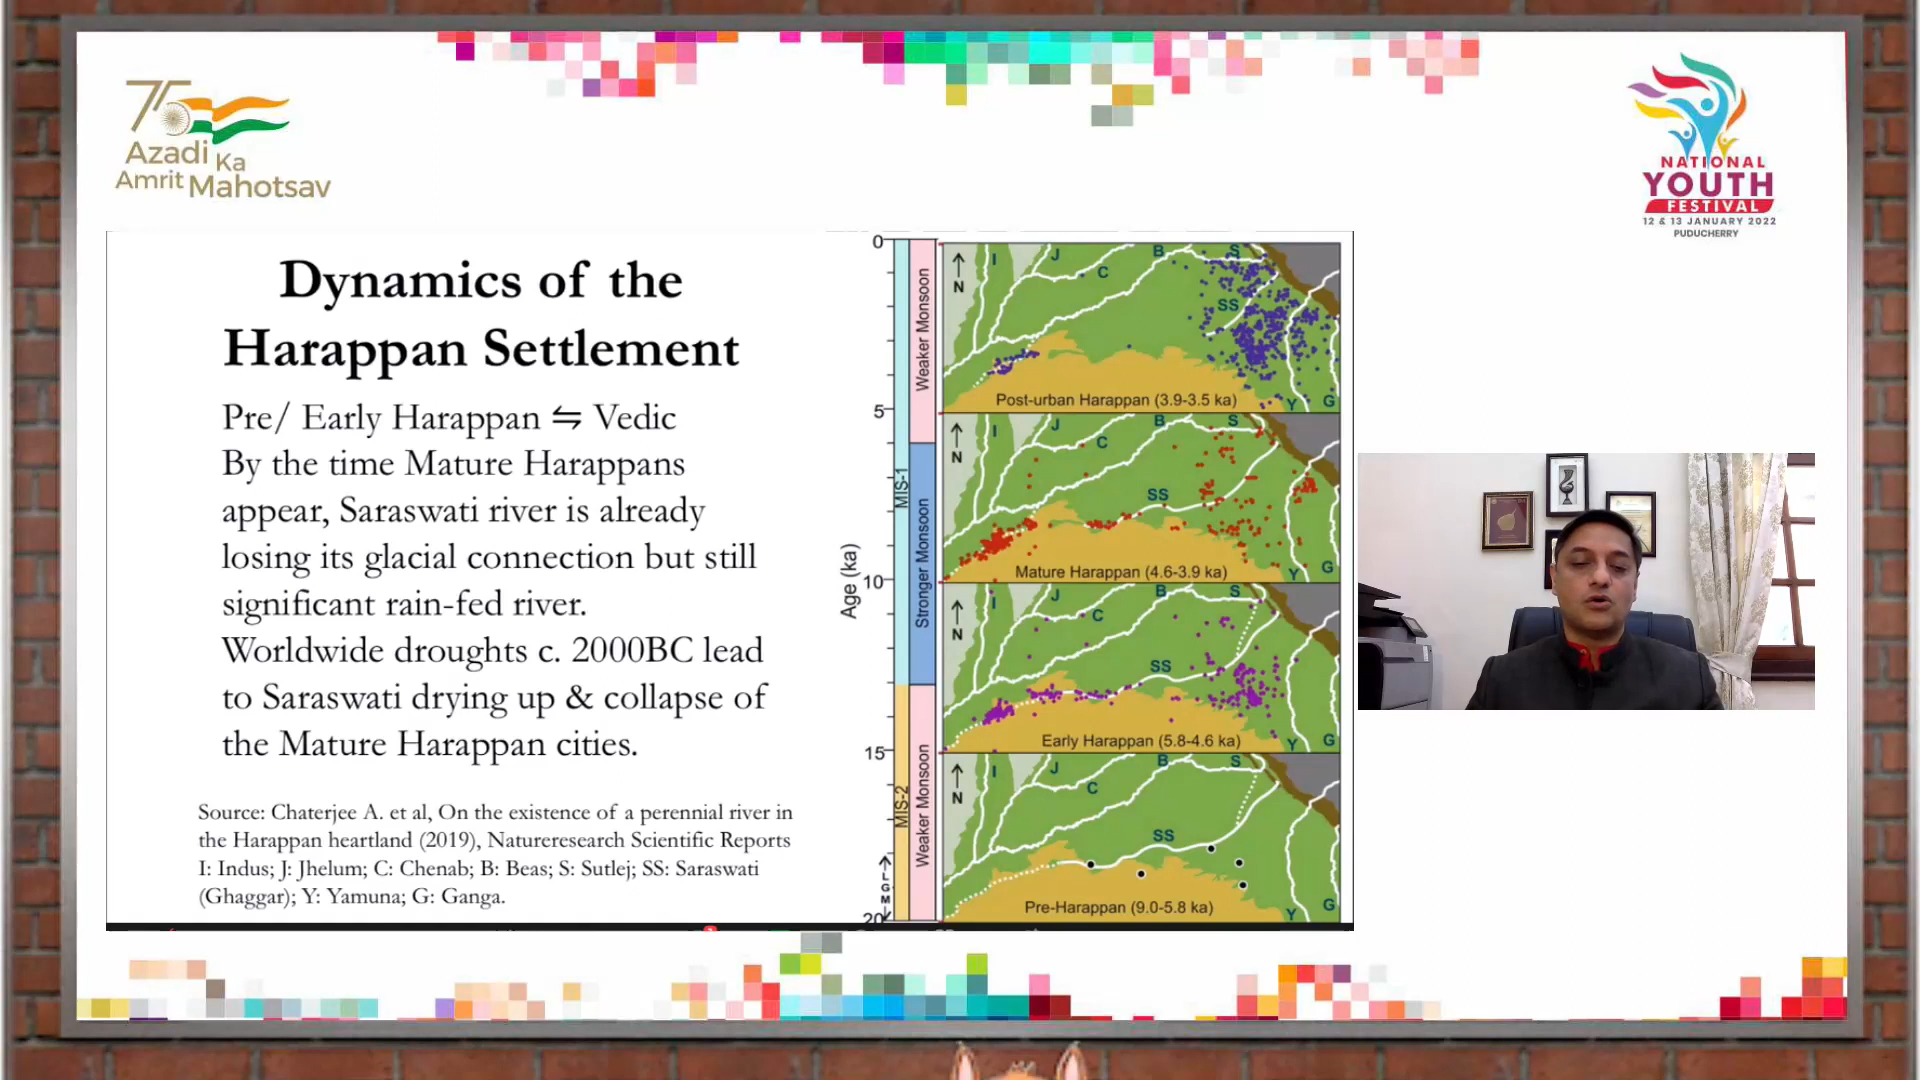 75
Azadi Ka
Amrit Mahotsav
NATIONAL
YOUTH
FESTIVAL
12 & 13 JANUARY 2022
PUDUCHERRY
Dynamics of the
Harappan Settlement
Pre/ Early Harappan ⇋ Vedic
By the time Mature Harappans
appear, Saraswati river is already
losing its glacial connection but still
significant rain-fed river.
Worldwide droughts c. 2000BC lead
to Saraswati drying up & collapse of
the Mature Harappan cities.
Source: Chaterjee A. et al, On the existence of a perennial river in
the Harappan heartland (2019), Natureresearch Scientific Reports
I: Indus; J: Jhelum; C: Chenab; B: Beas; S: Sutlej; SS: Saraswati
(Ghaggar); Y: Yamuna; G: Ganga.
Age (ka)
0
5
10
15
20
MIS-1
MIS-2
LGM
Weaker Monsoon
Stronger Monsoon
Weaker Monsoon
N I J C B S SS Y G
Post-urban Harappan (3.9-3.5 ka)
N I J C B S SS Y G
Mature Harappan (4.6-3.9 ka)
N I J C B S SS Y G
Early Harappan (5.8-4.6 ka)
N I J C B S SS Y G
Pre-Harappan (9.0-5.8 ka)